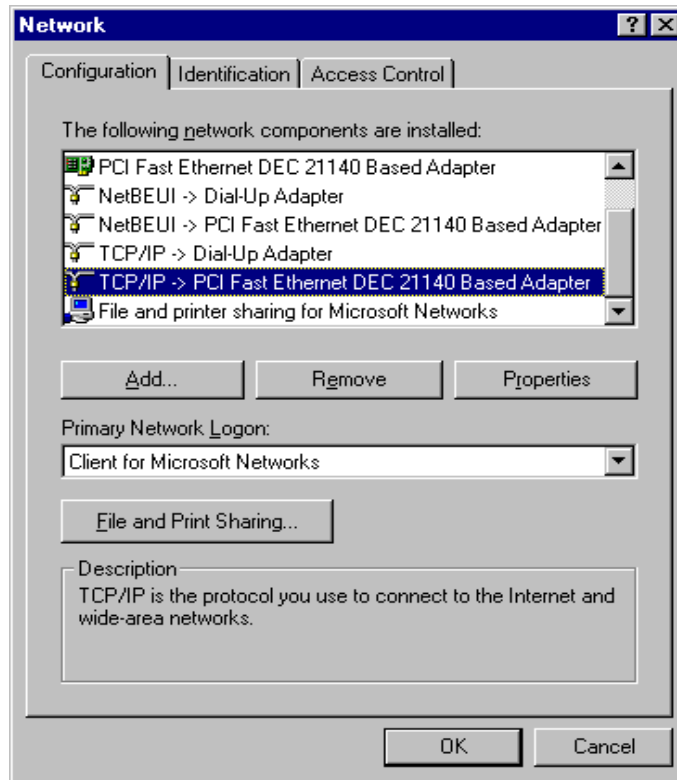 Network
Configuration Identification Access Control
The following network components are installed:
PCI Fast Ethernet DEC 21140 Based Adapter
NetBEUI -> Dial-Up Adapter
NetBEUI -> PCI Fast Ethernet DEC 21140 Based Adapter
TCP/IP -> Dial-Up Adapter
TCP/IP -> PCI Fast Ethernet DEC 21140 Based Adapter
File and printer sharing for Microsoft Networks
Add... Remove Properties
Primary Network Logon:
Client for Microsoft Networks
File and Print Sharing...
Description
TCP/IP is the protocol you use to connect to the Internet and
wide-area networks.
OK Cancel